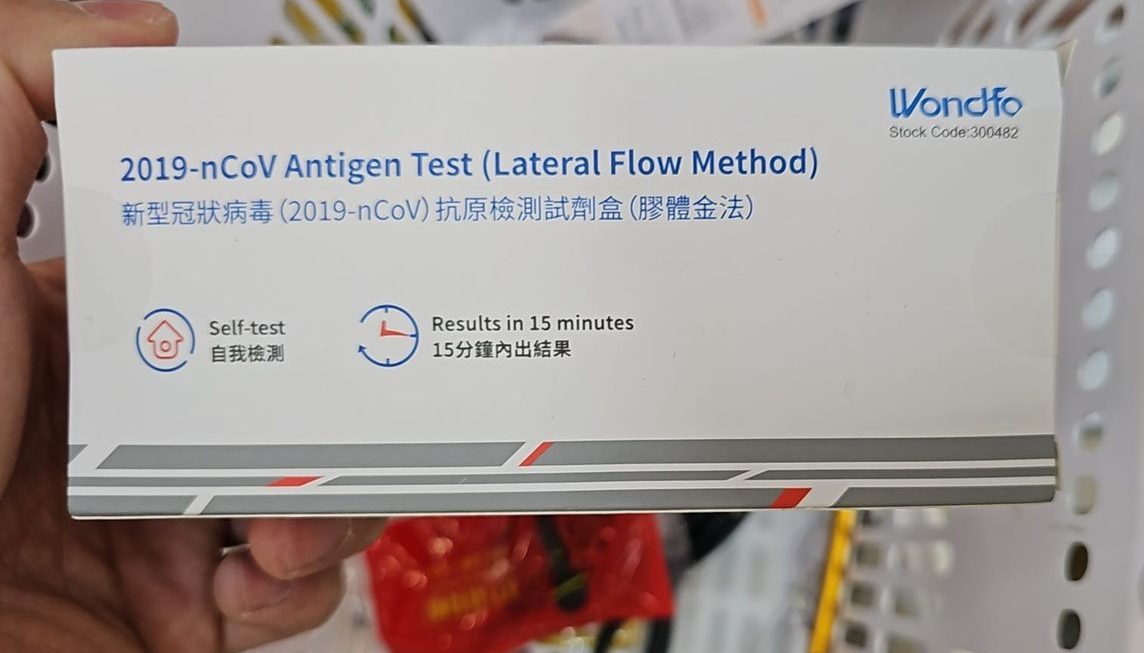 Wondfo
Stock Code:300482
2019-nCoV Antigen Test (Lateral Flow Method)
新型冠狀病毒(2019-nCoV)抗原檢測試劑盒(膠體金法)
Self-test
自我檢測
Results in 15 minutes
15分鐘內出結果